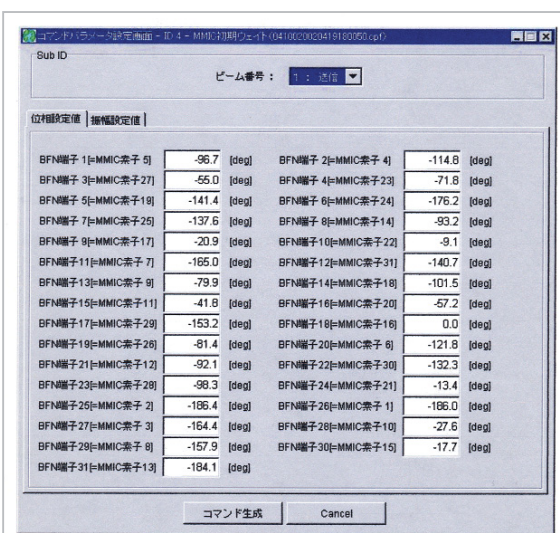 コマンドパラメータ設定画面 - ID 4 - MMIC初期ウェイト(0418020020419180050.cpf)
Sub ID
ビーム番号 : 1 : 送信
位相設定値 振幅設定値
BFN端子 1[=MMIC素子 5] -96.7 [deg] BFN端子 2[=MMIC素子 4] -114.8 [deg]
BFN端子 3[=MMIC素子27] -55.0 [deg] BFN端子 4[=MMIC素子23] -71.8 [deg]
BFN端子 5[=MMIC素子19] -141.4 [deg] BFN端子 6[=MMIC素子24] -176.2 [deg]
BFN端子 7[=MMIC素子25] -137.6 [deg] BFN端子 8[=MMIC素子14] -93.2 [deg]
BFN端子 9[=MMIC素子17] -20.9 [deg] BFN端子10[=MMIC素子22] -9.1 [deg]
BFN端子11[=MMIC素子 7] -165.0 [deg] BFN端子12[=MMIC素子31] -140.7 [deg]
BFN端子13[=MMIC素子 9] -79.9 [deg] BFN端子14[=MMIC素子18] -101.5 [deg]
BFN端子15[=MMIC素子11] -41.8 [deg] BFN端子16[=MMIC素子20] -57.2 [deg]
BFN端子17[=MMIC素子29] -153.2 [deg] BFN端子18[=MMIC素子16] 0.0 [deg]
BFN端子19[=MMIC素子26] -81.4 [deg] BFN端子20[=MMIC素子 6] -121.8 [deg]
BFN端子21[=MMIC素子12] -92.1 [deg] BFN端子22[=MMIC素子30] -132.3 [deg]
BFN端子23[=MMIC素子28] -98.3 [deg] BFN端子24[=MMIC素子21] -13.4 [deg]
BFN端子25[=MMIC素子 2] -186.4 [deg] BFN端子26[=MMIC素子 1] -186.0 [deg]
BFN端子27[=MMIC素子 3] -164.4 [deg] BFN端子28[=MMIC素子10] -27.6 [deg]
BFN端子29[=MMIC素子 8] -157.9 [deg] BFN端子30[=MMIC素子15] -17.7 [deg]
BFN端子31[=MMIC素子13] -184.1 [deg]
コマンド生成 Cancel